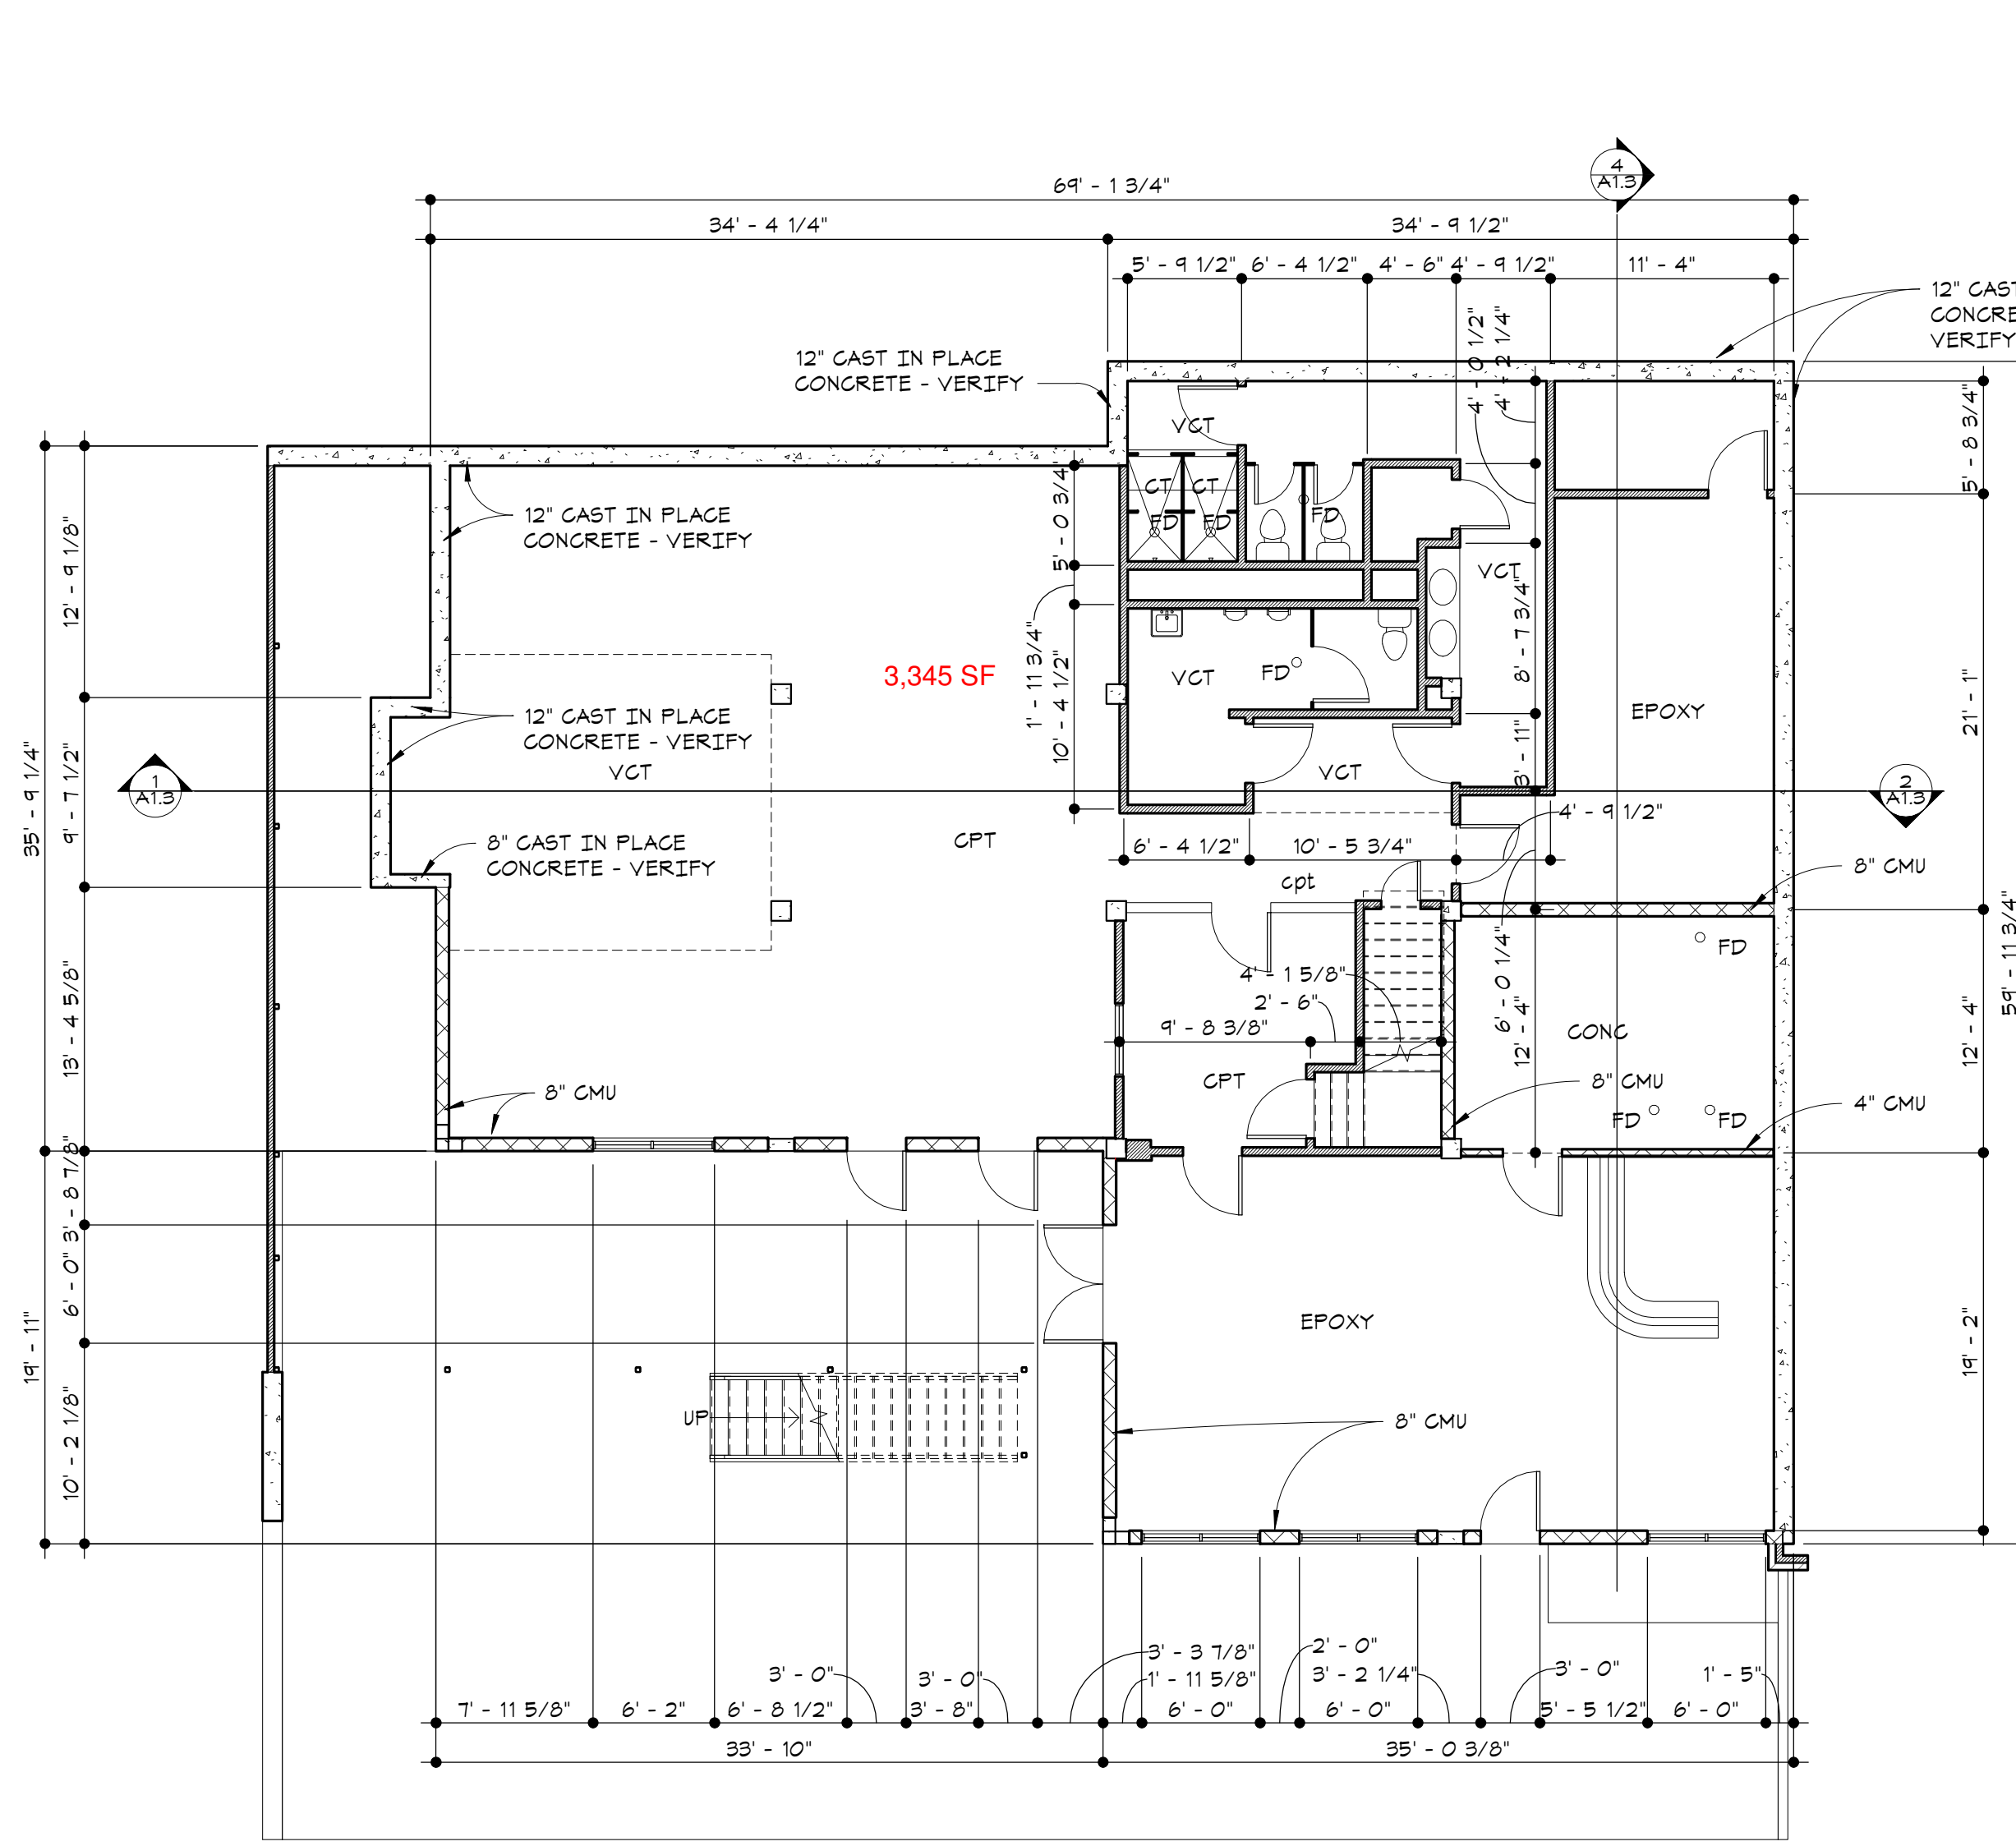 4
A1.3
69' - 1 3/4"
34' - 4 1/4"
34' - 9 1/2"
5' - 9 1/2"
6' - 4 1/2"
4' - 6"
4' - 9 1/2"
11' - 4"
12" CAST
CONCRE
VERIFY
4' - 0 1/2"
4' - 2 1/4"
12" CAST IN PLACE
CONCRETE - VERIFY
5' - 8 3/4"
VCT
5' - 0 3/4"
CT
CT
FD
FD
FD
12" CAST IN PLACE
CONCRETE - VERIFY
12' - 9 1/8"
VCT
8' - 7 3/4"
3,345 SF
1' - 11 3/4"
10' - 4 1/2"
VCT
FD
EPOXY
21' - 1"
12" CAST IN PLACE
CONCRETE - VERIFY
VCT
35' - 9 1/4"
9' - 7 1/2"
1
A1.3
3' - 11"
VCT
2
A1.3
4' - 9 1/2"
8" CAST IN PLACE
CONCRETE - VERIFY
CPT
6' - 4 1/2"
10' - 5 3/4"
cpt
8" CMU
FD
59' - 11 3/4"
4' - 1 5/8"
2' - 6"
9' - 8 3/8"
6' - 0 1/4"
12' - 4"
CONC
12' - 4"
13' - 4 5/8"
8" CMU
CPT
8" CMU
FD
FD
4" CMU
3' - 8 7/8"
6' - 0"
19' - 11"
EPOXY
19' - 2"
10' - 2 1/8"
UP
8" CMU
3' - 0"
3' - 0"
3' - 3 7/8"
1' - 11 5/8"
2' - 0"
3' - 2 1/4"
3' - 0"
1' - 5"
7' - 11 5/8"
6' - 2"
6' - 8 1/2"
3' - 8"
6' - 0"
6' - 0"
5' - 5 1/2"
6' - 0"
33' - 10"
35' - 0 3/8"